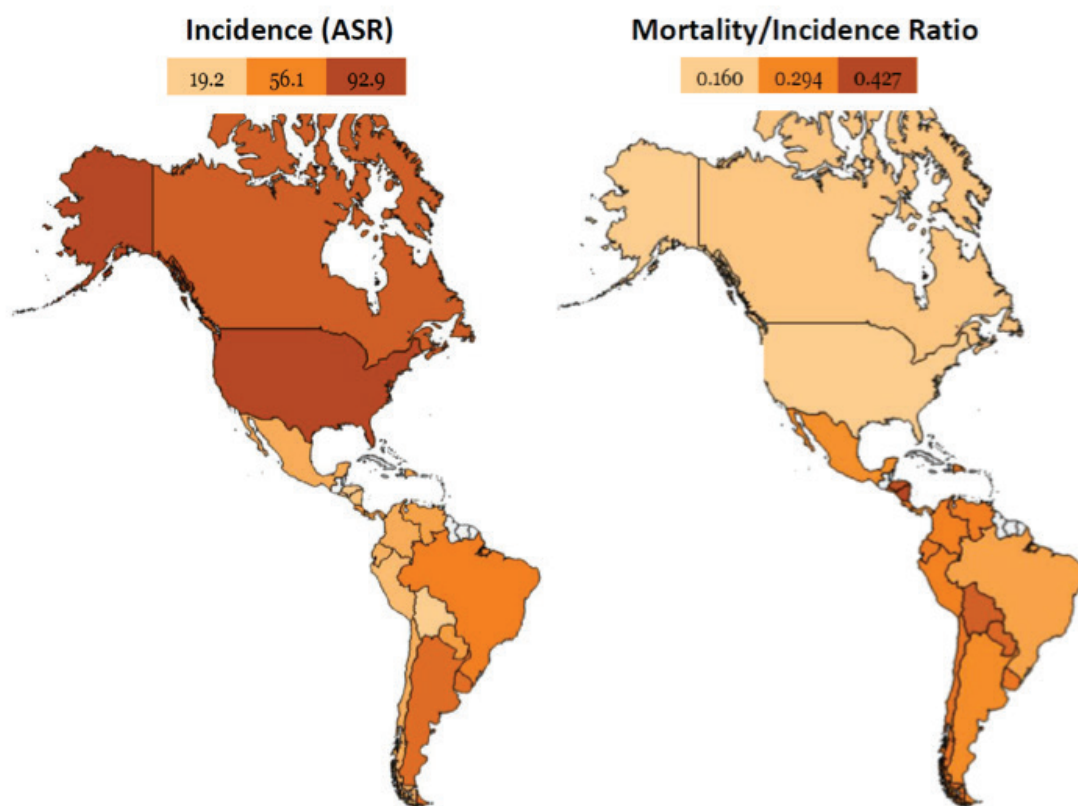 Incidence (ASR)
19.2 56.1 92.9
Mortality/Incidence Ratio
0.160 0.294 0.427